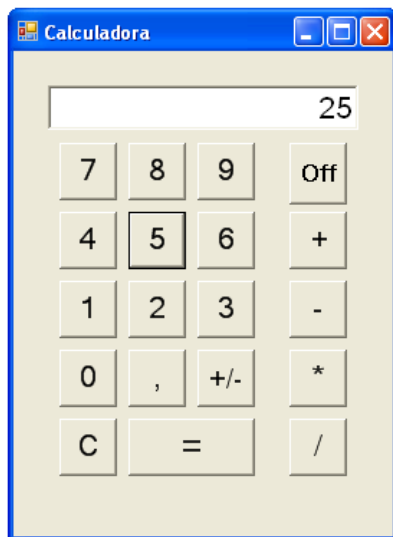 Calculadora
25
7 8 9 Off
4 5 6 +
1 2 3 -
0 , +/- *
C = /